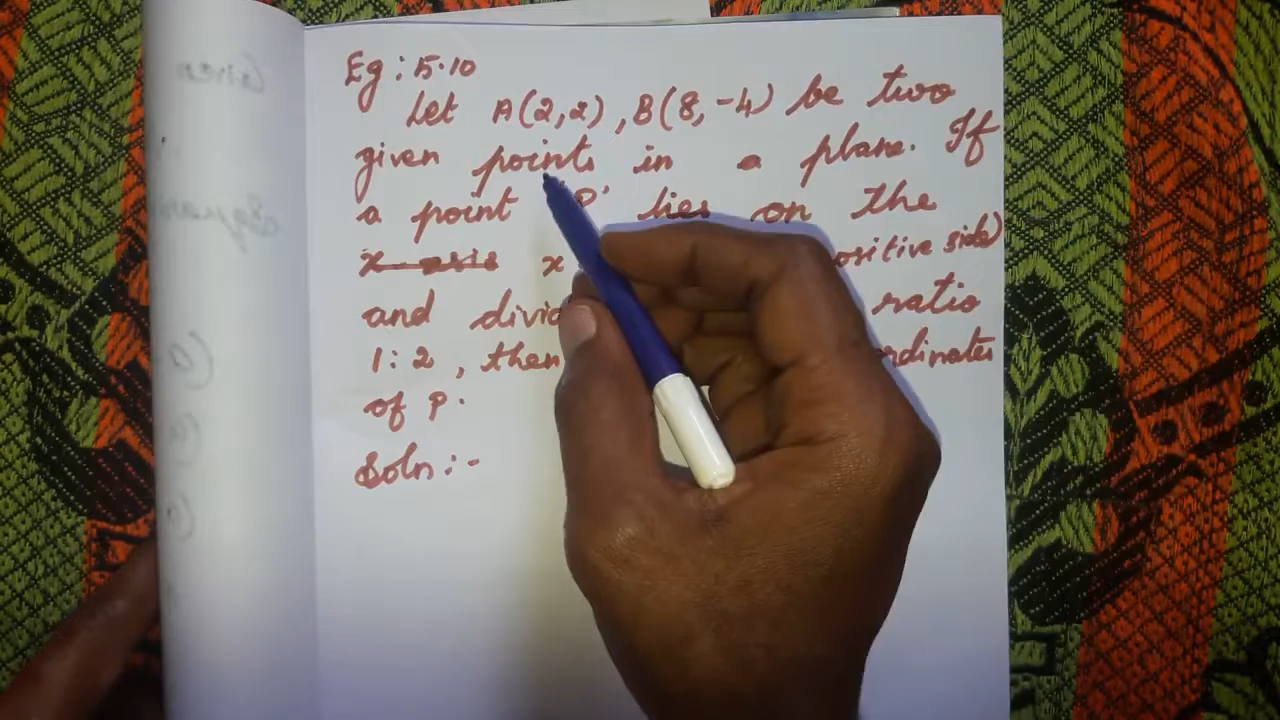 Eg : 5.10
Let A(2,2), B(8, -4) be two
given points in a plane. If
a point 'P' lies on the
x-axis x ositive side)
and divid ratio
1 : 2, then rdinates
of P.
Soln :-